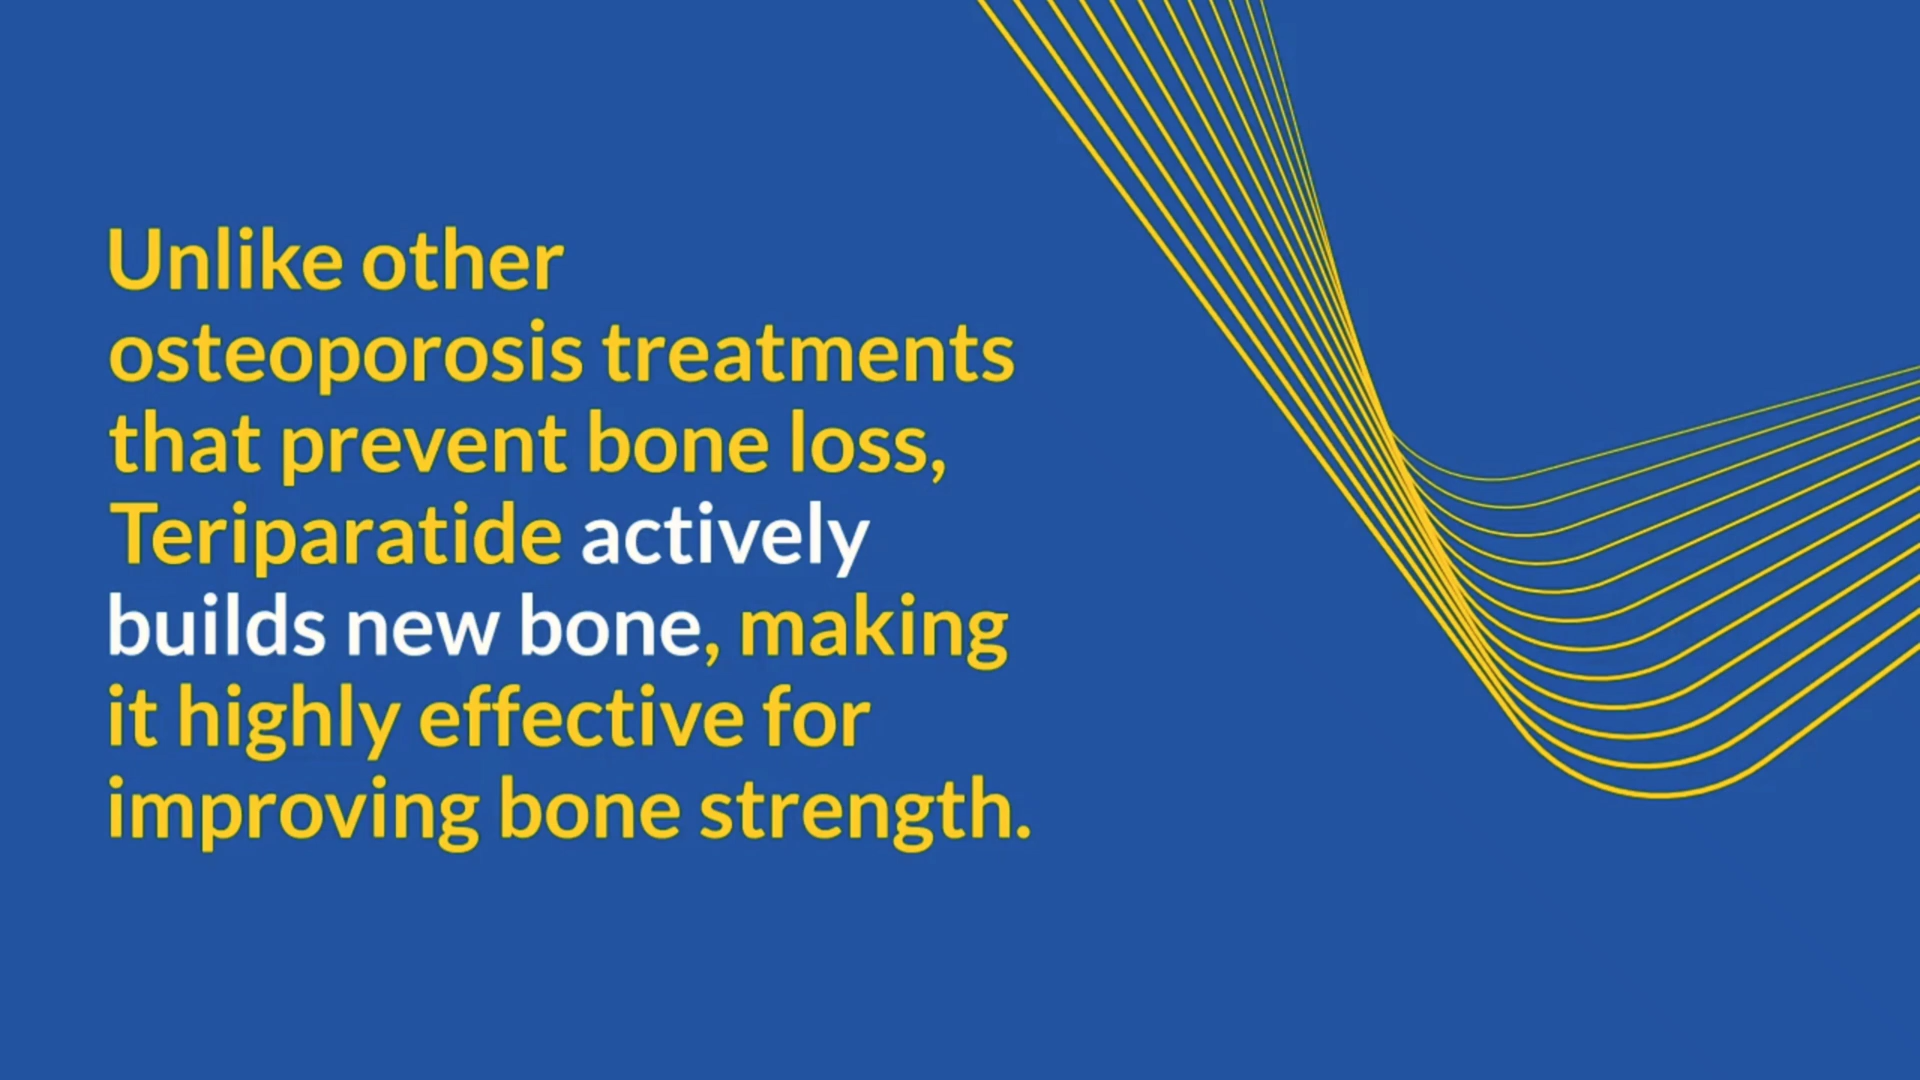 Unlike other
osteoporosis treatments
that prevent bone loss,
Teriparatide actively
builds new bone, making
it highly effective for
improving bone strength.